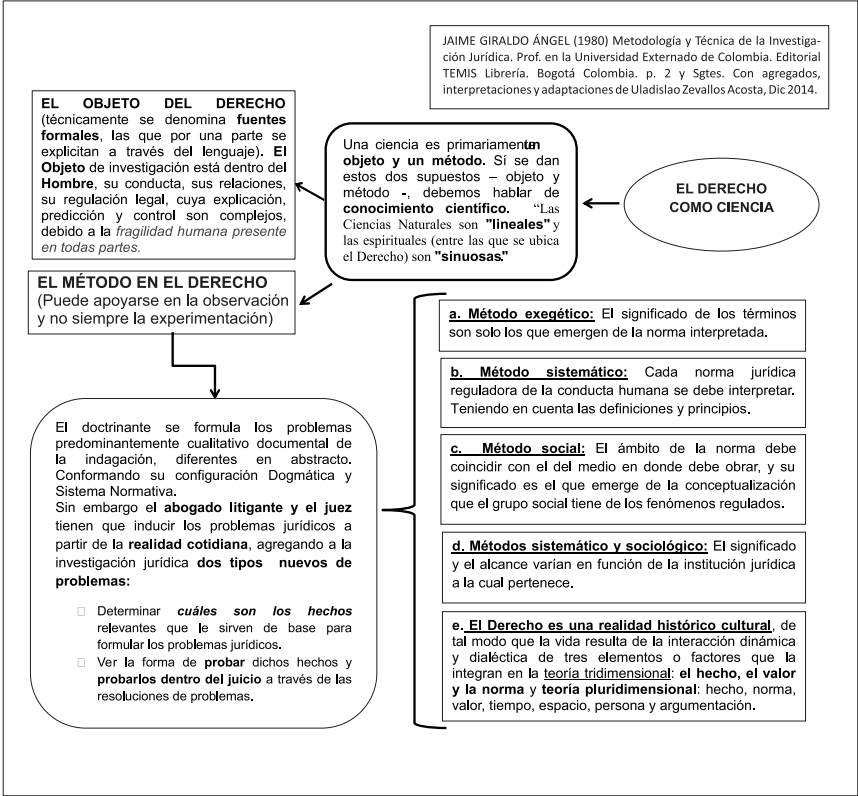 JAIME GIRALDO ÁNGEL (1980) Metodología y Técnica de la Investiga-
ción Jurídica. Prof. en la Universidad Externado de Colombia. Editorial
TEMIS Librería. Bogotá Colombia. p. 2 y Sgtes. Con agregados,
interpretaciones y adaptaciones de Uladislao Zevallos Acosta, Dic 2014.
EL DERECHO
COMO CIENCIA
Una ciencia es primariamente un
objeto y un método. Sí se dan
estos dos supuestos – objeto y
método -, debemos hablar de
conocimiento científico. “Las
Ciencias Naturales son "lineales" y
las espirituales (entre las que se ubica
el Derecho) son "sinuosas."
EL OBJETO DEL DERECHO
(técnicamente se denomina fuentes
formales, las que por una parte se
explicitan a través del lenguaje). El
Objeto de investigación está dentro del
Hombre, su conducta, sus relaciones,
su regulación legal, cuya explicación,
predicción y control son complejos,
debido a la fragilidad humana presente
en todas partes.
EL MÉTODO EN EL DERECHO
(Puede apoyarse en la observación
y no siempre la experimentación)
El doctrinante se formula los problemas
predominantemente cualitativo documental de
la indagación, diferentes en abstracto.
Conformando su configuración Dogmática y
Sistema Normativa.
Sin embargo el abogado litigante y el juez
tienen que inducir los problemas jurídicos a
partir de la realidad cotidiana, agregando a la
investigación jurídica dos tipos nuevos de
problemas:
□ Determinar cuáles son los hechos
relevantes que le sirven de base para
formular los problemas jurídicos.
□ Ver la forma de probar dichos hechos y
probarlos dentro del juicio a través de las
resoluciones de problemas.
a. Método exegético: El significado de los términos
son solo los que emergen de la norma interpretada.
b. Método sistemático: Cada norma jurídica
reguladora de la conducta humana se debe interpretar.
Teniendo en cuenta las definiciones y principios.
c. Método social: El ámbito de la norma debe
coincidir con el del medio en donde debe obrar, y su
significado es el que emerge de la conceptualización
que el grupo social tiene de los fenómenos regulados.
d. Métodos sistemático y sociológico: El significado
y el alcance varían en función de la institución jurídica
a la cual pertenece.
e. El Derecho es una realidad histórico cultural, de
tal modo que la vida resulta de la interacción dinámica
y dialéctica de tres elementos o factores que la
integran en la teoría tridimensional: el hecho, el valor
y la norma y teoría pluridimensional: hecho, norma,
valor, tiempo, espacio, persona y argumentación.